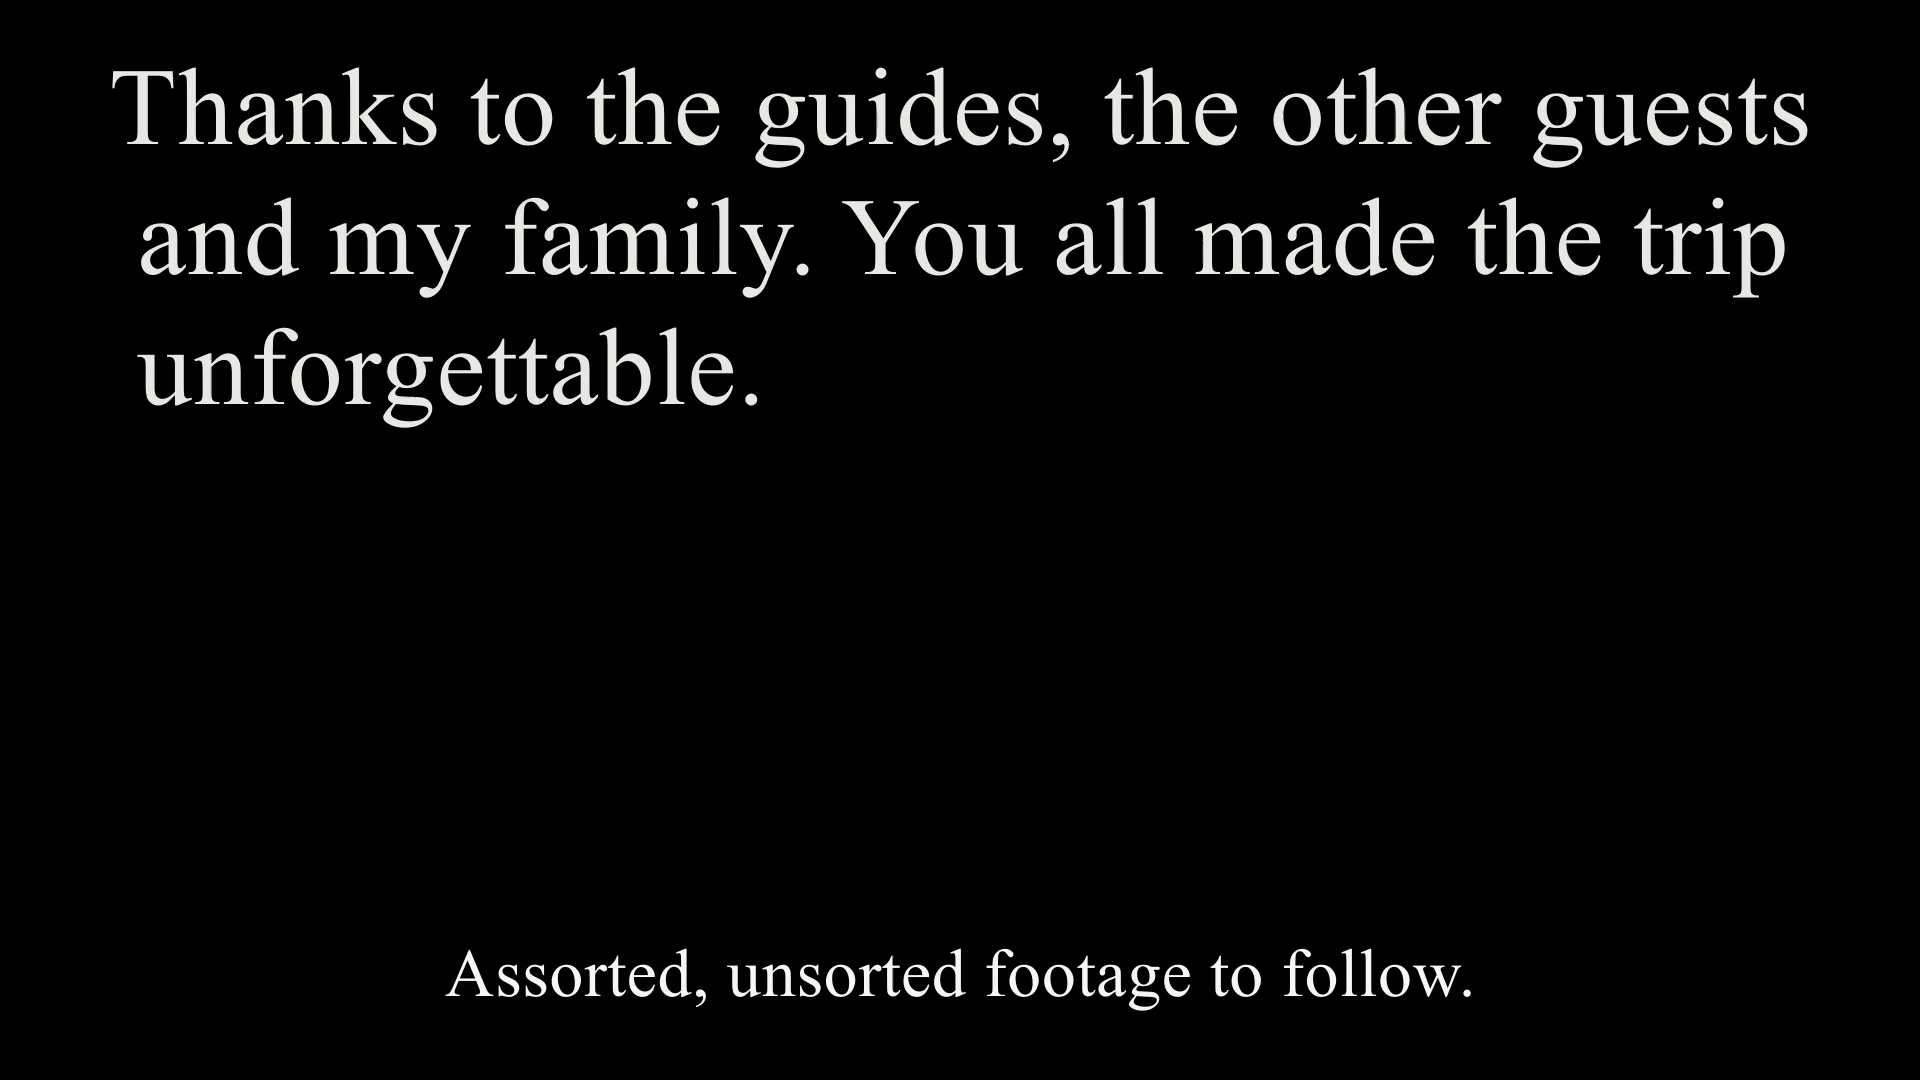 Thanks to the guides, the other guests
and my family. You all made the trip
unforgettable.
Assorted, unsorted footage to follow.